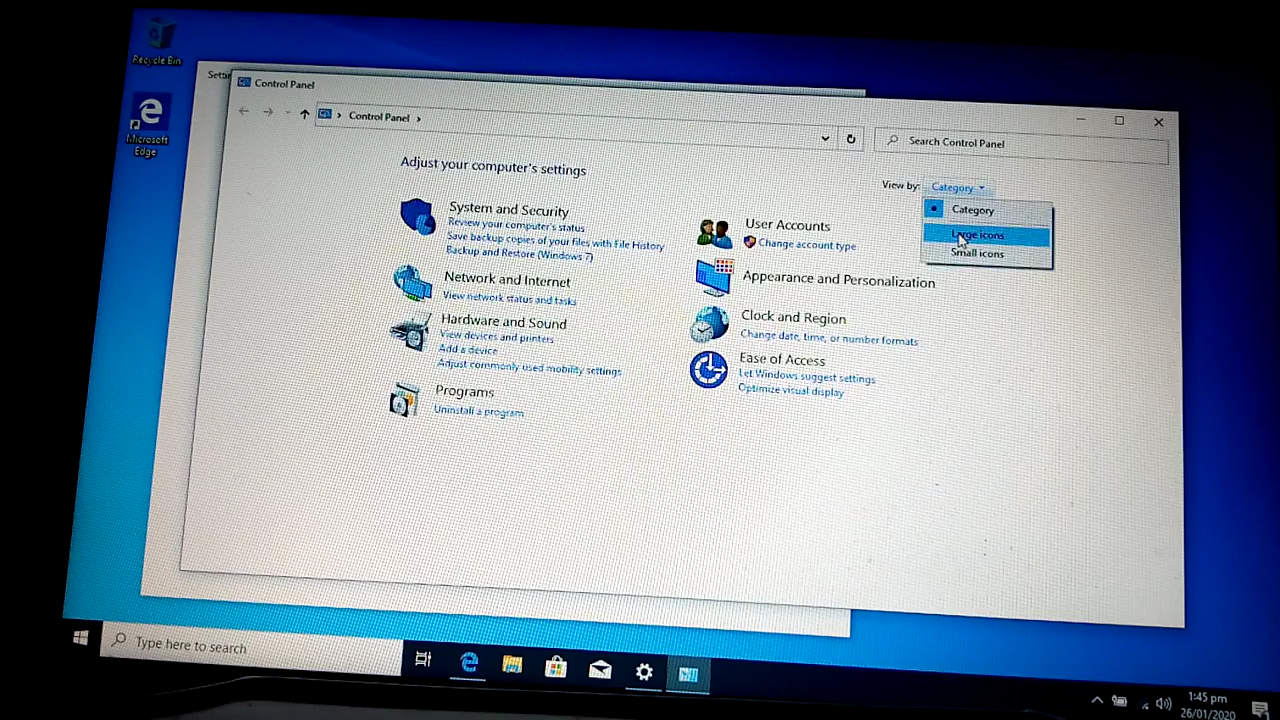 Recycle Bin
Microsoft
Edge
Control Panel
Control Panel
Search Control Panel
Adjust your computer's settings
View by: Category
Category
Large icons
Small icons
System and Security
Review your computer's status
Save backup copies of your files with File History
Backup and Restore (Windows 7)
Network and Internet
View network status and tasks
Hardware and Sound
View devices and printers
Add a device
Adjust commonly used mobility settings
Programs
Uninstall a program
User Accounts
Change account type
Appearance and Personalization
Clock and Region
Change date, time, or number formats
Ease of Access
Let Windows suggest settings
Optimize visual display
Type here to search
1:45 pm
26/01/2020